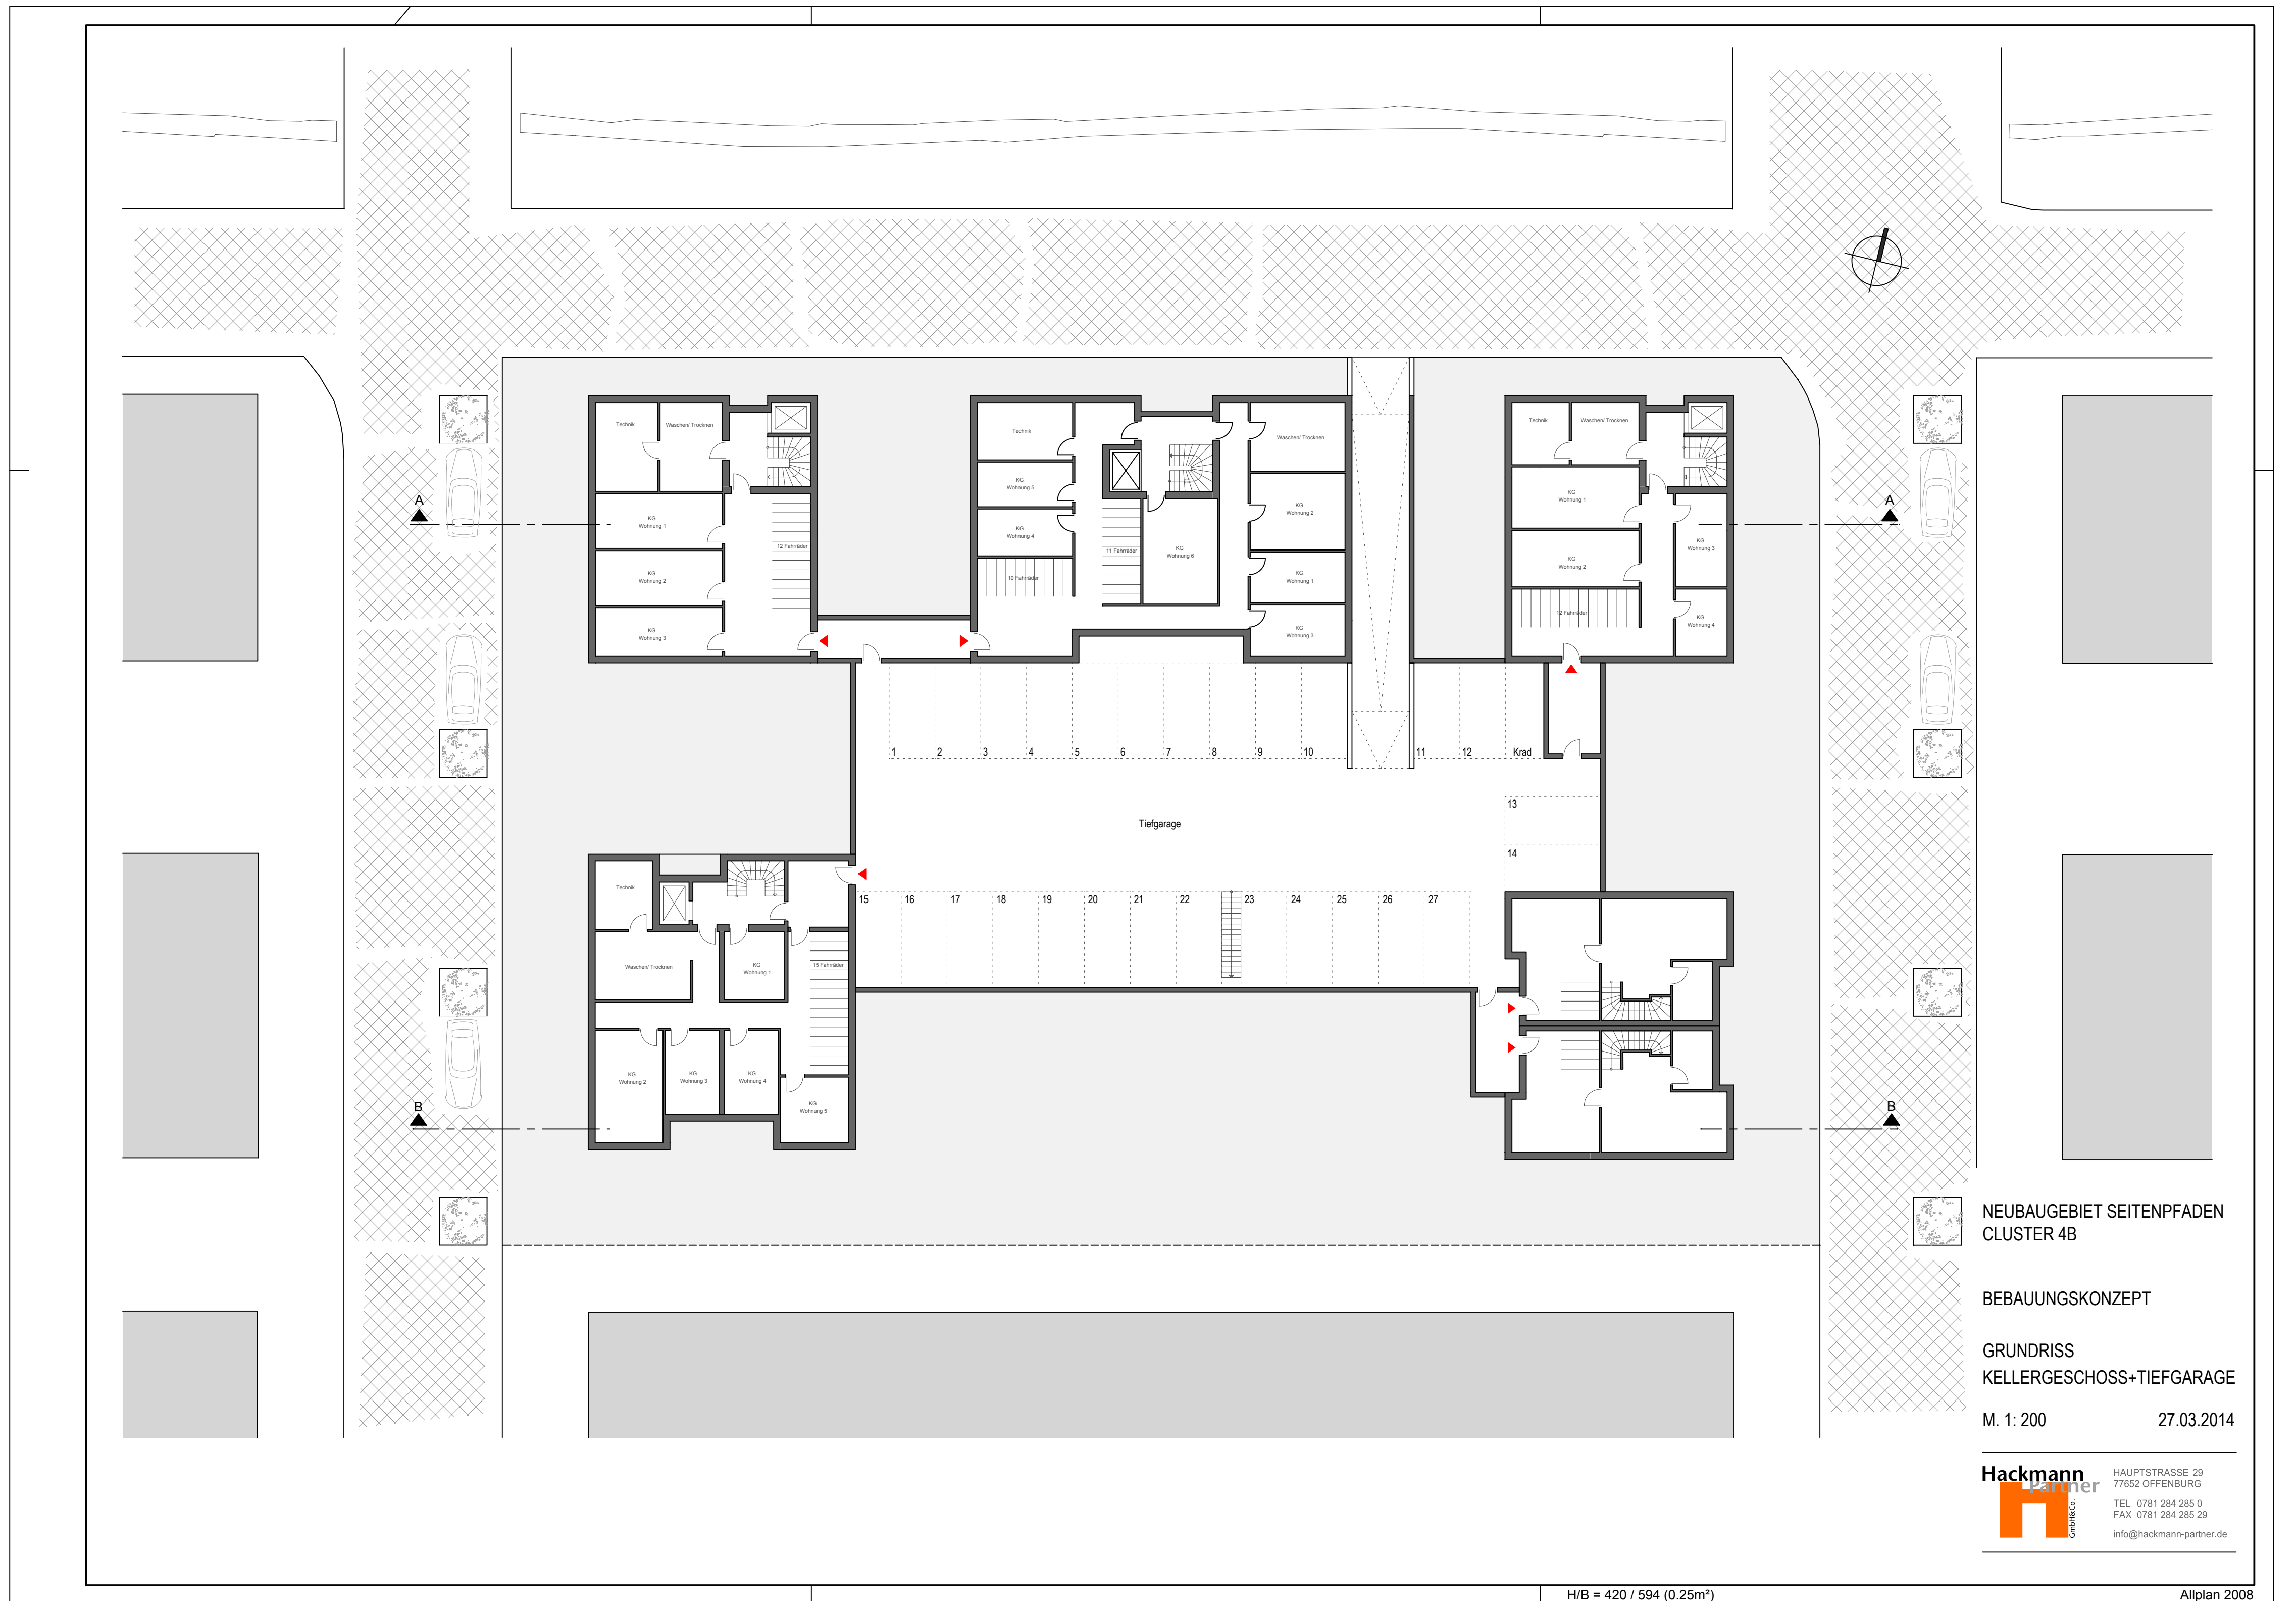 Technik
Waschen/ Trocknen
KG
Wohnung 1
KG
Wohnung 2
KG
Wohnung 3
12 Fahrräder
Technik
KG
Wohnung 5
KG
Wohnung 4
10 Fahrräder
11 Fahrräder
KG
Wohnung 6
Waschen/ Trocknen
KG
Wohnung 2
KG
Wohnung 1
KG
Wohnung 3
Technik
Waschen/ Trocknen
KG
Wohnung 1
KG
Wohnung 2
12 Fahrräder
KG
Wohnung 3
KG
Wohnung 4
A
A
1
2
3
4
5
6
7
8
9
10
11
12
Krad
13
14
Tiefgarage
15
16
17
18
19
20
21
22
23
24
25
26
27
Technik
Waschen/ Trocknen
KG
Wohnung 1
15 Fahrräder
KG
Wohnung 2
KG
Wohnung 3
KG
Wohnung 4
KG
Wohnung 5
B
B
NEUBAUGEBIET SEITENPFADEN
CLUSTER 4B
BEBAUUNGSKONZEPT
GRUNDRISS
KELLERGESCHOSS+TIEFGARAGE
M. 1: 200 27.03.2014
Hackmann
Partner
GmbH&Co.
HAUPTSTRASSE 29
77652 OFFENBURG
TEL 0781 284 285 0
FAX 0781 284 285 29
info@hackmann-partner.de
H/B = 420 / 594 (0.25m²)
Allplan 2008